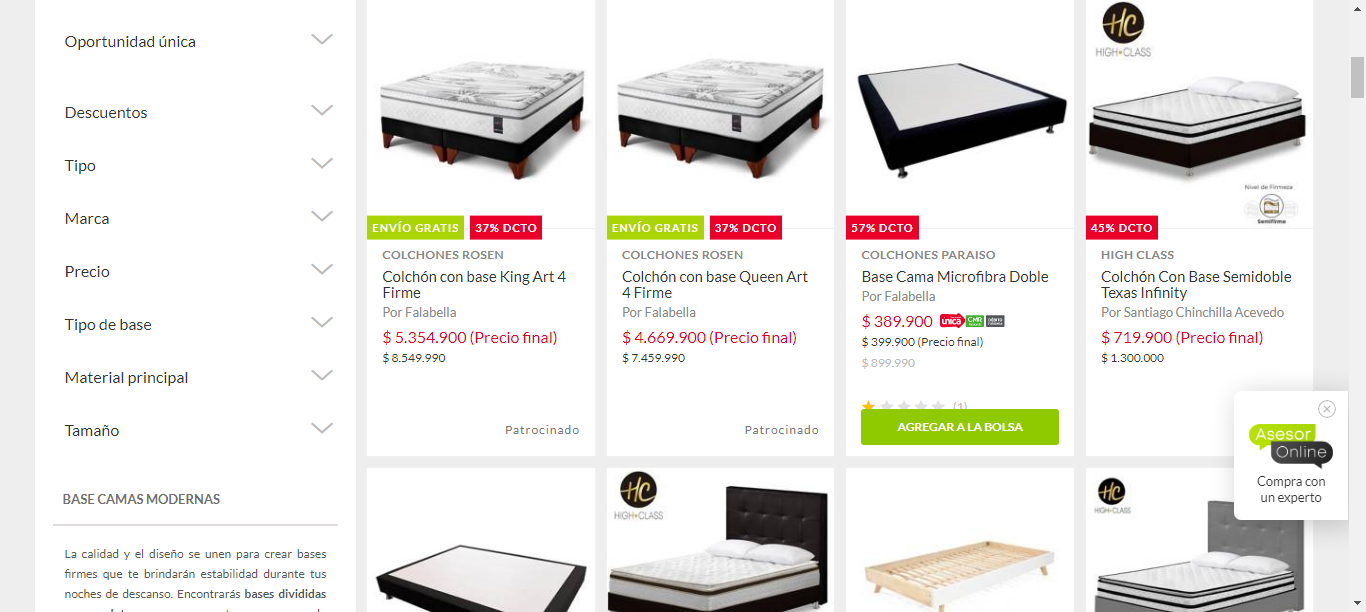 Oportunidad única
Descuentos
Tipo
Marca
Precio
Tipo de base
Material principal
Tamaño
BASE CAMAS MODERNAS
La calidad y el diseño se unen para crear bases
firmes que te brindarán estabilidad durante tus
noches de descanso. Encontrarás bases divididas
ENVÍO GRATIS
37% DCTO
COLCHONES ROSEN
Colchón con base King Art 4
Firme
Por Falabella
$ 5.354.900 (Precio final)
$ 8.549.990
Patrocinado
ENVÍO GRATIS
37% DCTO
COLCHONES ROSEN
Colchón con base Queen Art
4 Firme
Por Falabella
$ 4.669.900 (Precio final)
$ 7.459.990
Patrocinado
57% DCTO
COLCHONES PARAISO
Base Cama Microfibra Doble
Por Falabella
$ 389.900 única CMR
$ 399.900 (Precio final)
$ 899.990
(1)
AGREGAR A LA BOLSA
HC
HIGH CLASS
Nivel de Firmeza
Semifirme
45% DCTO
HIGH CLASS
Colchón Con Base Semidoble
Texas Infinity
Por Santiago Chinchilla Acevedo
$ 719.900 (Precio final)
$ 1.300.000
HC
HIGH CLASS
HC
HIGH CLASS
Asesor
Online
Compra con
un experto